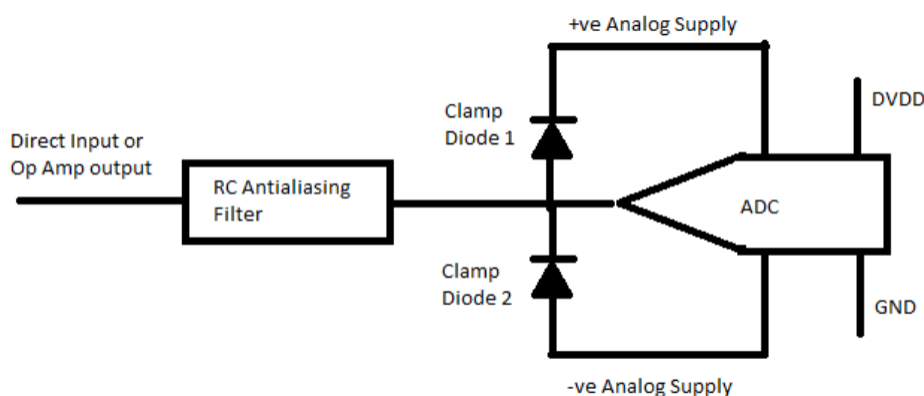 +ve Analog Supply
Clamp
Diode 1
DVDD
Direct Input or
Op Amp output
RC Antialiasing
Filter
ADC
Clamp
Diode 2
GND
-ve Analog Supply